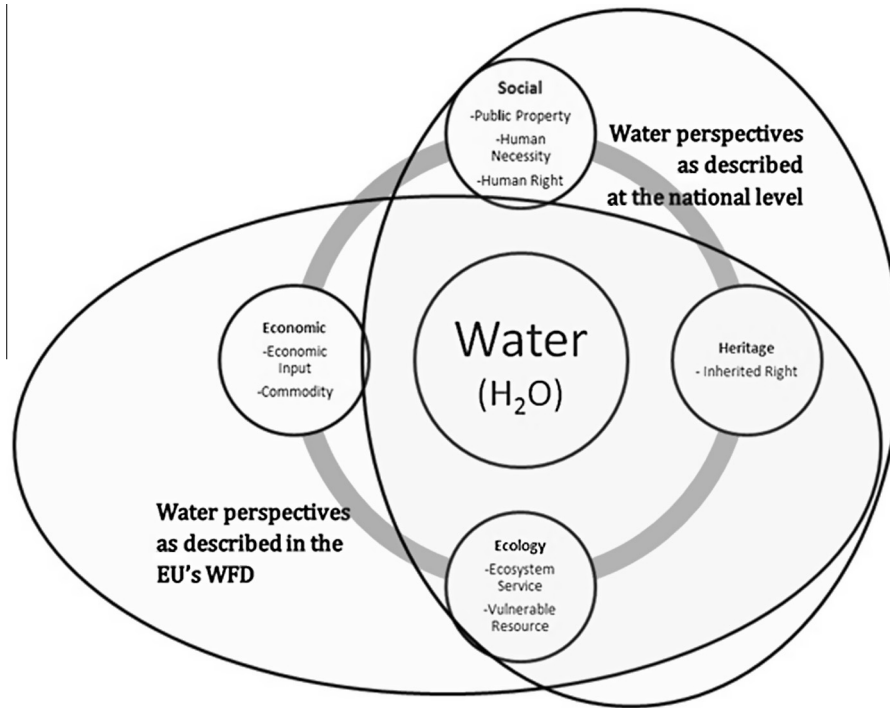 Social
-Public Property
-Human
Necessity
-Human Right
Water perspectives
as described
at the national level
Economic
-Economic
Input
-Commodity
Water
(H₂O)
Heritage
- Inherited Right
Water perspectives
as described in the
EU's WFD
Ecology
-Ecosystem
Service
-Vulnerable
Resource